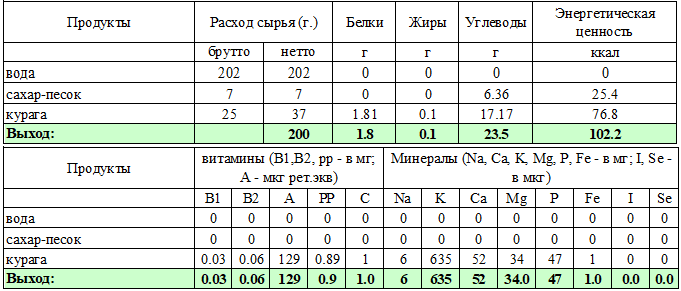 Продукты Расход сырья (г.) Белки Жиры Углеводы Энергетическая ценность
брутто нетто г г г ккал
вода 202 202 0 0 0 0
сахар-песок 7 7 0 0 6.36 25.4
курага 25 37 1.81 0.1 17.17 76.8
Выход: 200 1.8 0.1 23.5 102.2
Продукты витамины (В1,В2, рр - в мг; А - мкг рет.экв) Минералы (Na, Ca, K, Mg, P, Fe - в мг; I, Se - в мкг)
В1 В2 А РР С Na K Ca Mg P Fe I Se
вода 0 0 0 0 0 0 0 0 0 0 0 0 0
сахар-песок 0 0 0 0 0 0 0 0 0 0 0 0 0
курага 0.03 0.06 129 0.89 1 6 635 52 34 47 1 0 0
Выход: 0.03 0.06 129 0.9 1.0 6 635 52 34.0 47 1.0 0.0 0.0